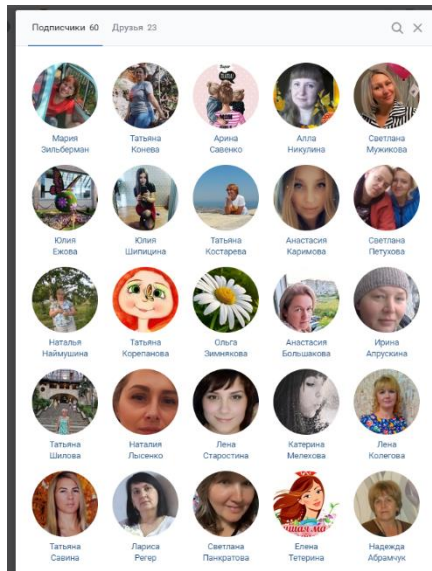 Подписчики 60 Друзья 23
Мария Татьяна Арина Алла Светлана
Зильберман Конева Савенко Никулина Мужикова
Юлия Юлия Татьяна Анастасия Светлана
Ежова Шипицина Костарева Каримова Петухова
Наталья Татьяна Ольга Анастасия Ирина
Наймушина Корепанова Зимнякова Большакова Апрускина
Татьяна Наталия Лена Катерина Лена
Шилова Лысенко Старостина Мелехова Колегова
Татьяна Лариса Светлана Елена Надежда
Савина Регер Панкратова Тетерина Абрамчук